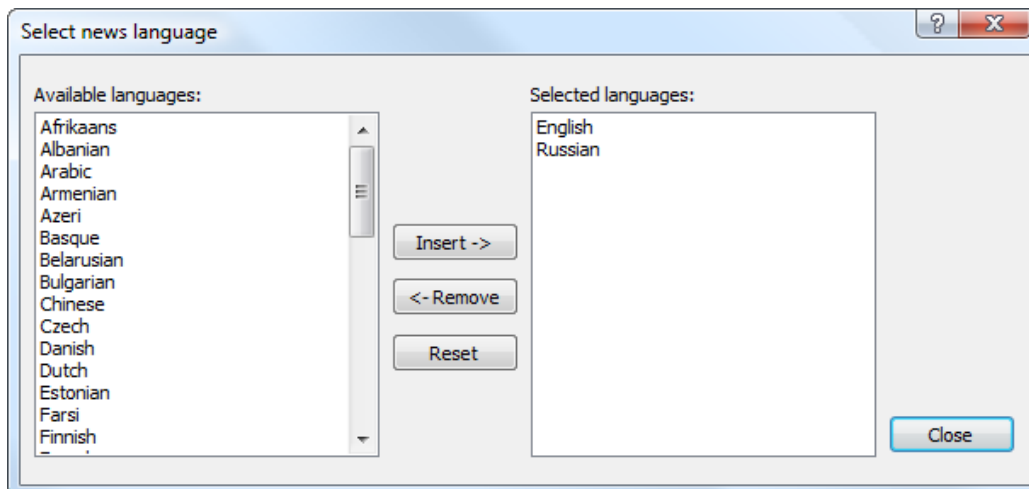 Select news language
?
Available languages:
Afrikaans
Albanian
Arabic
Armenian
Azeri
Basque
Belarusian
Bulgarian
Chinese
Czech
Danish
Dutch
Estonian
Farsi
Finnish
Insert ->
<- Remove
Reset
Selected languages:
English
Russian
Close